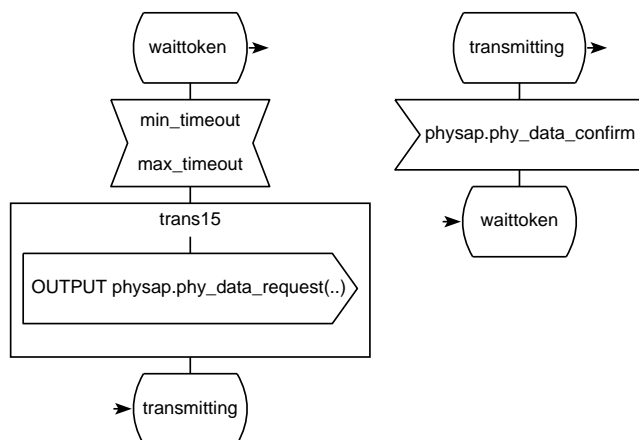 waittoken
min_timeout
max_timeout
trans15
OUTPUT physap.phy_data_request(..)
transmitting
transmitting
physap.phy_data_confirm
waittoken